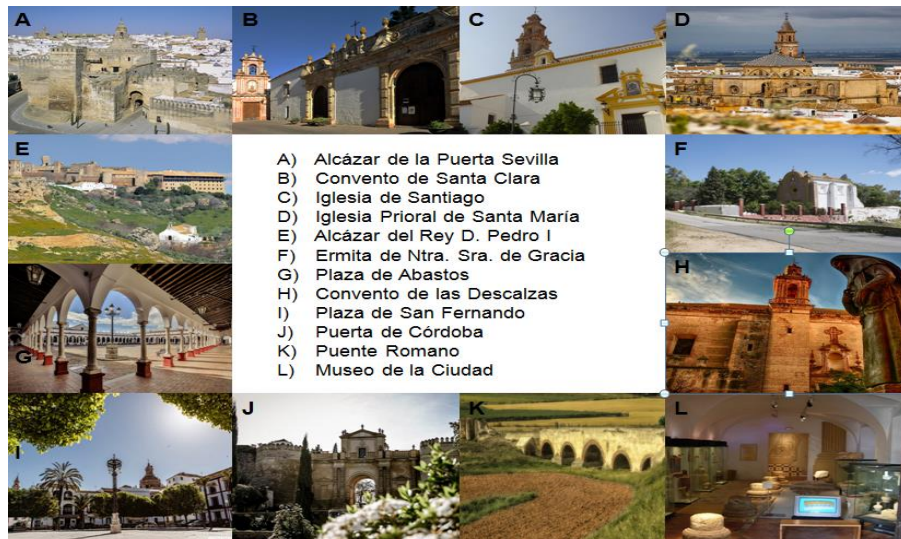 A
B
C
D
E
A) Alcázar de la Puerta Sevilla
B) Convento de Santa Clara
C) Iglesia de Santiago
D) Iglesia Prioral de Santa María
E) Alcázar del Rey D. Pedro I
F) Ermita de Ntra. Sra. de Gracia
G) Plaza de Abastos
H) Convento de las Descalzas
I) Plaza de San Fernando
J) Puerta de Córdoba
K) Puente Romano
L) Museo de la Ciudad
F
G
H
I
J
K
L